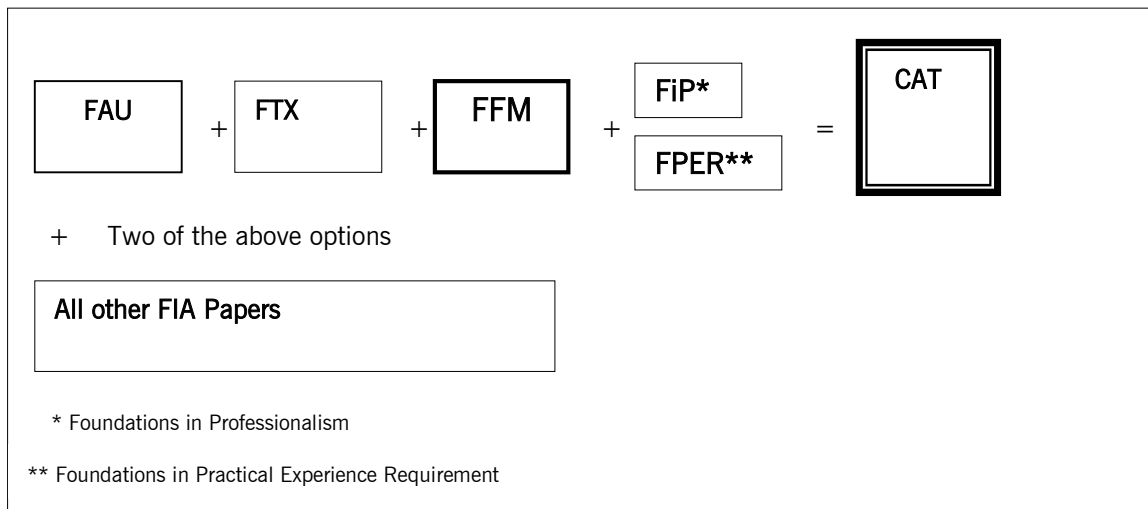 FAU + FTX + FFM + FiP* = CAT
FPER**
+ Two of the above options
All other FIA Papers
* Foundations in Professionalism
** Foundations in Practical Experience Requirement